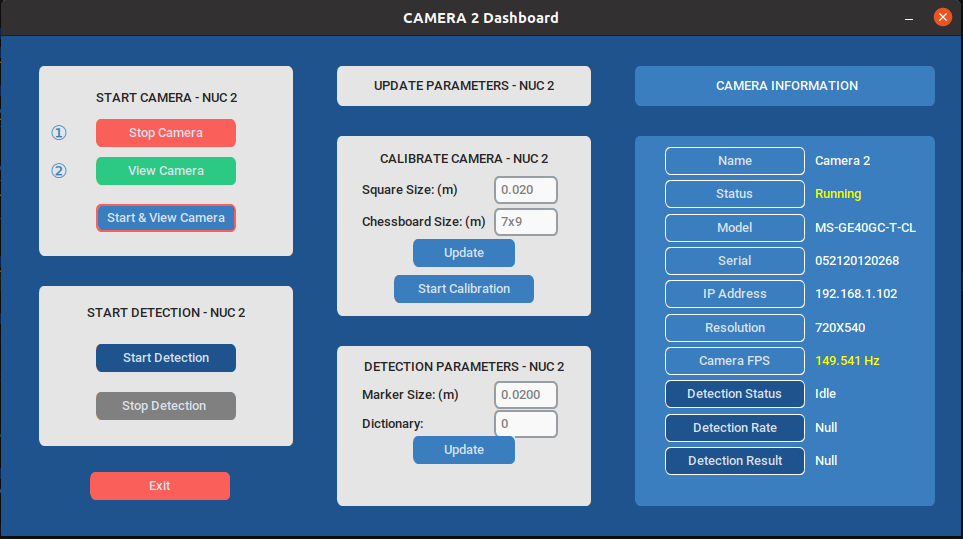 CAMERA 2 Dashboard
START CAMERA - NUC 2
① Stop Camera
② View Camera
Start & View Camera
START DETECTION - NUC 2
Start Detection
Stop Detection
Exit
UPDATE PARAMETERS - NUC 2
CALIBRATE CAMERA - NUC 2
Square Size: (m) 0.020
Chessboard Size: (m) 7x9
Update
Start Calibration
DETECTION PARAMETERS - NUC 2
Marker Size: (m) 0.0200
Dictionary: 0
Update
CAMERA INFORMATION
Name Camera 2
Status Running
Model MS-GE40GC-T-CL
Serial 052120120268
IP Address 192.168.1.102
Resolution 720X540
Camera FPS 149.541 Hz
Detection Status Idle
Detection Rate Null
Detection Result Null